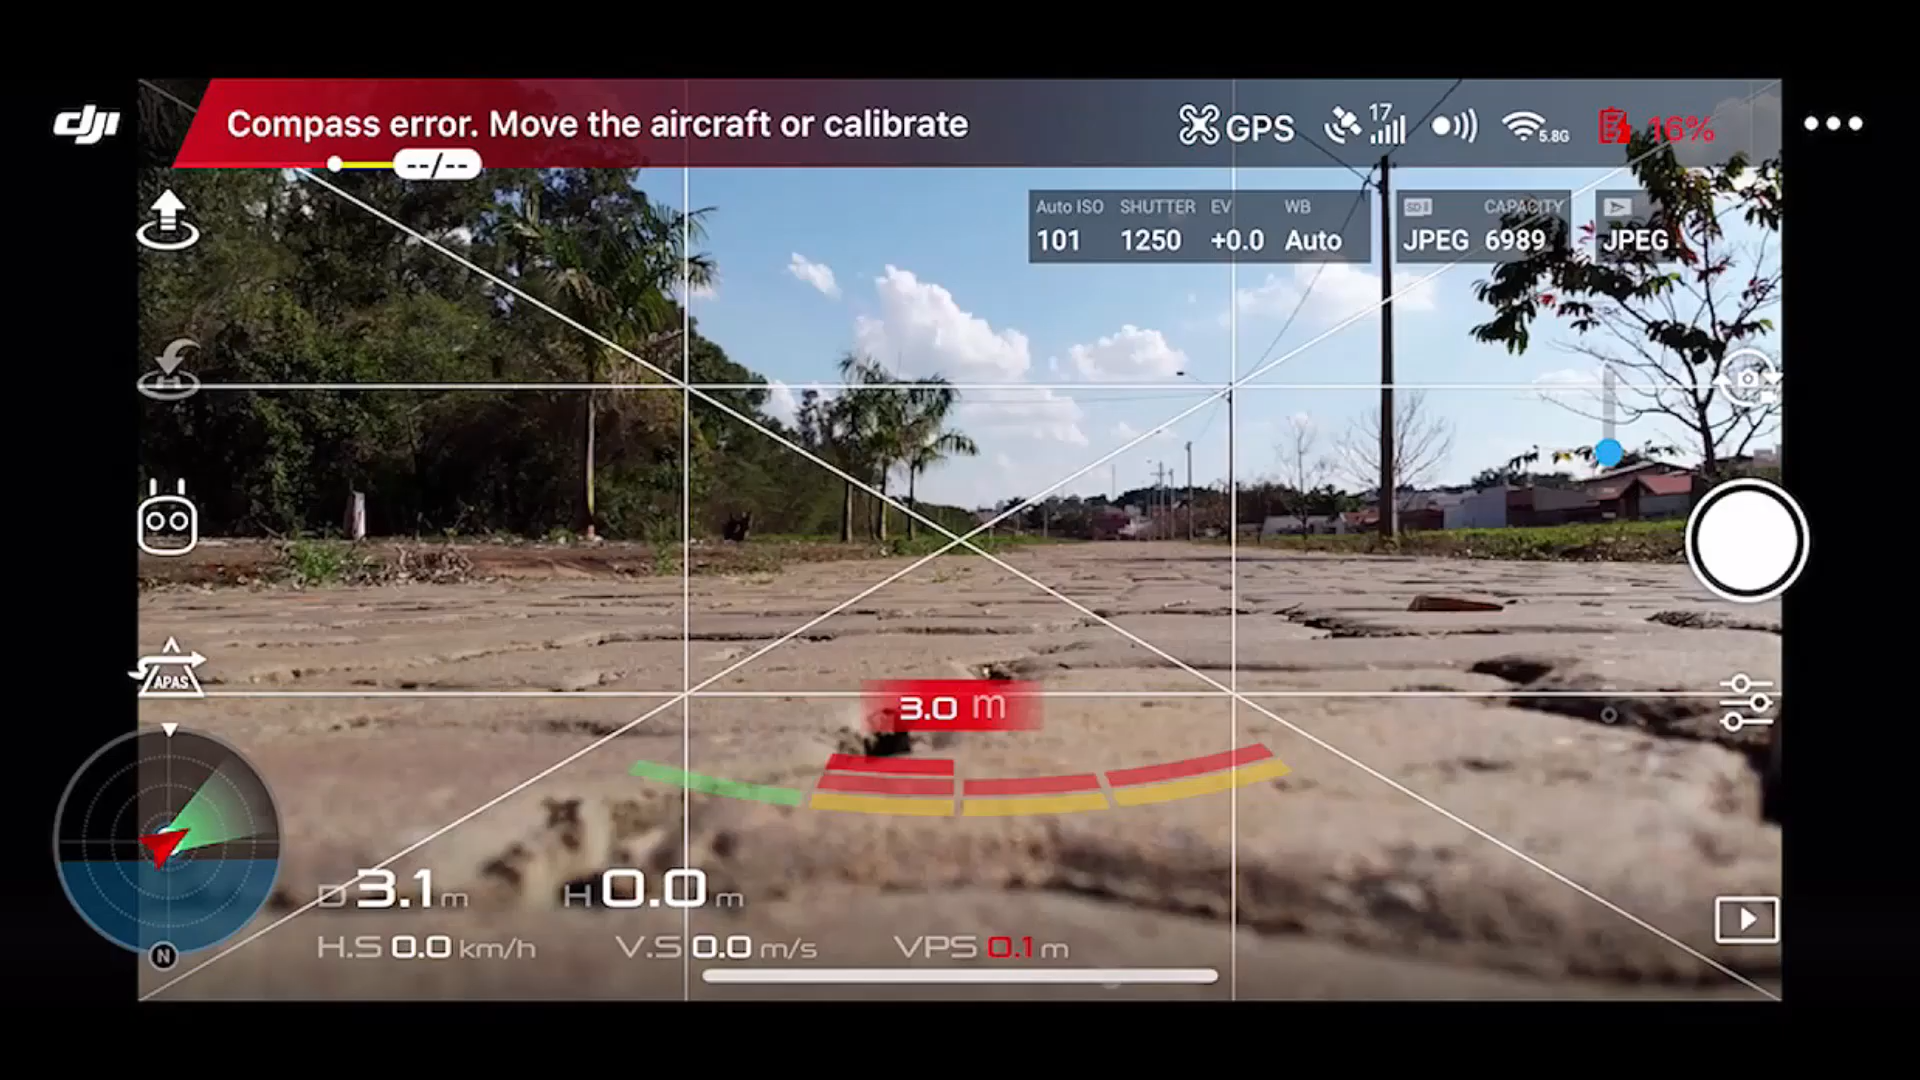 dji
Compass error. Move the aircraft or calibrate
GPS
17
5.8G
16%
--/--
Auto ISO SHUTTER EV WB
101 1250 +0.0 Auto
SD CAPACITY
JPEG 6989
JPEG
H
APAS
3.0 m
D 3.1 m H 0.0 m
H.S 0.0 km/h V.S 0.0 m/s VPS 0.1 m
N